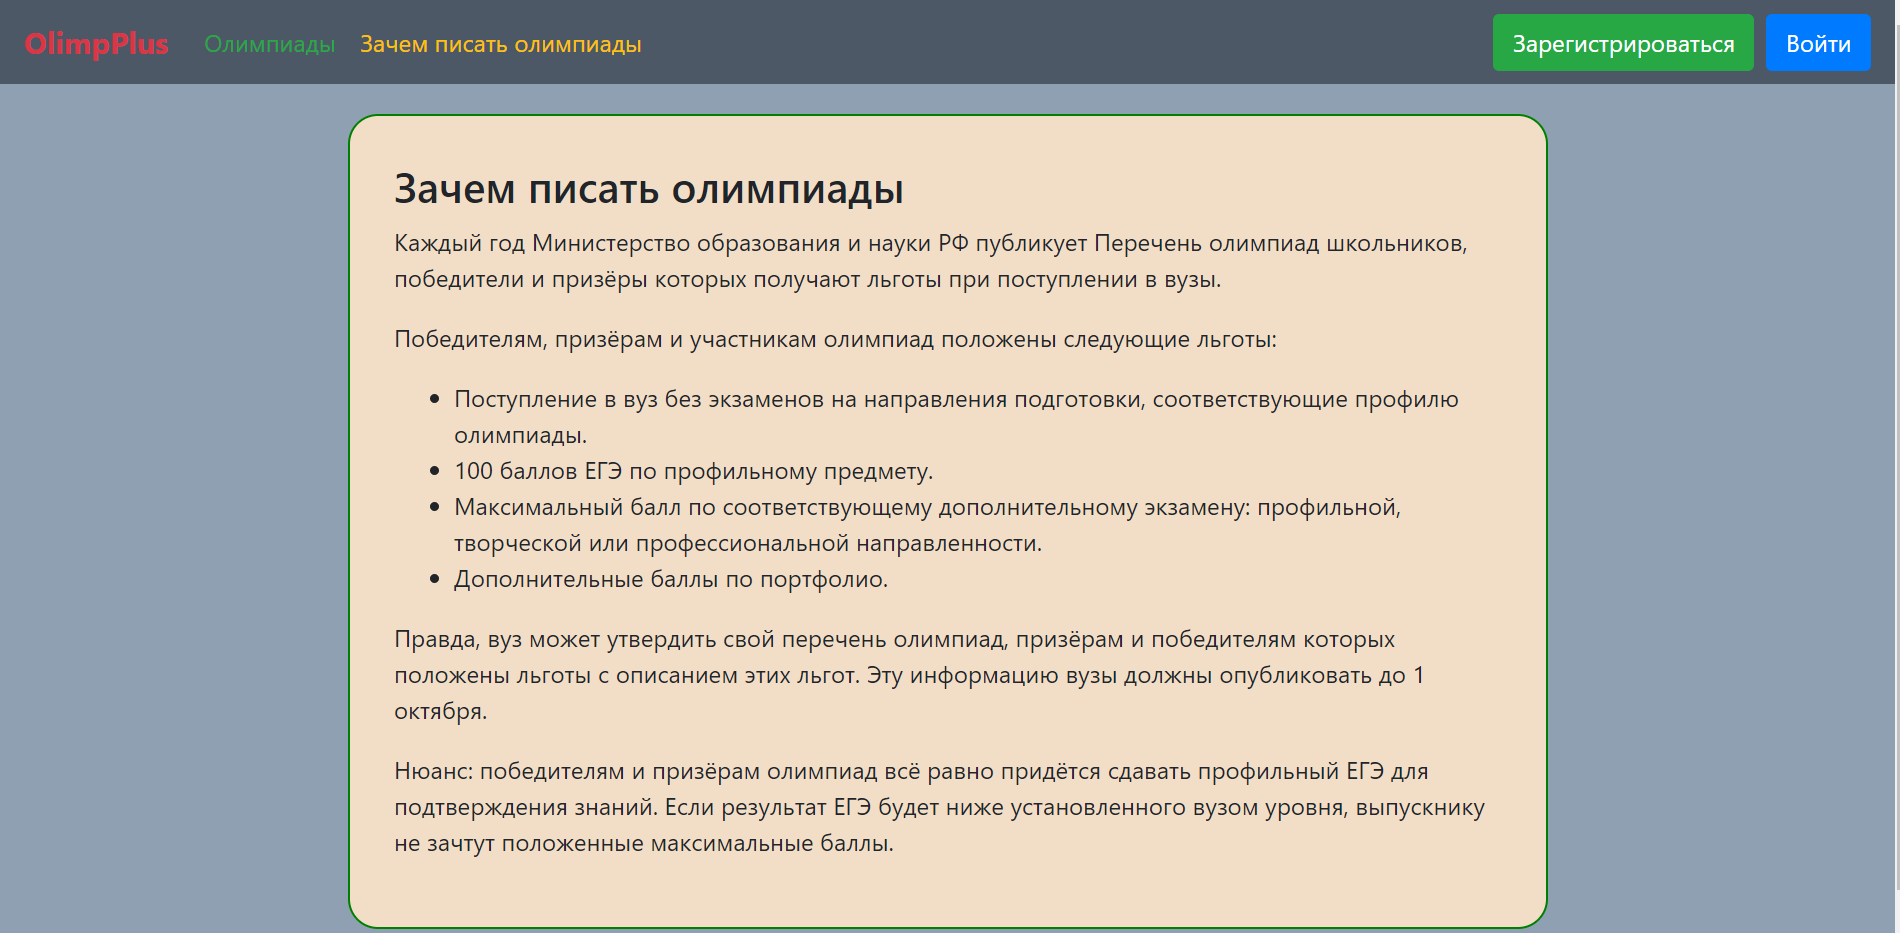 OlimpPlus Олимпиады Зачем писать олимпиады Зарегистрироваться Войти
Зачем писать олимпиады
Каждый год Министерство образования и науки РФ публикует Перечень олимпиад школьников,
победители и призёры которых получают льготы при поступлении в вузы.
Победителям, призёрам и участникам олимпиад положены следующие льготы:
• Поступление в вуз без экзаменов на направления подготовки, соответствующие профилю
олимпиады.
• 100 баллов ЕГЭ по профильному предмету.
• Максимальный балл по соответствующему дополнительному экзамену: профильной,
творческой или профессиональной направленности.
• Дополнительные баллы по портфолио.
Правда, вуз может утвердить свой перечень олимпиад, призёрам и победителям которых
положены льготы с описанием этих льгот. Эту информацию вузы должны опубликовать до 1
октября.
Нюанс: победителям и призёрам олимпиад всё равно придётся сдавать профильный ЕГЭ для
подтверждения знаний. Если результат ЕГЭ будет ниже установленного вузом уровня, выпускнику
не зачтут положенные максимальные баллы.